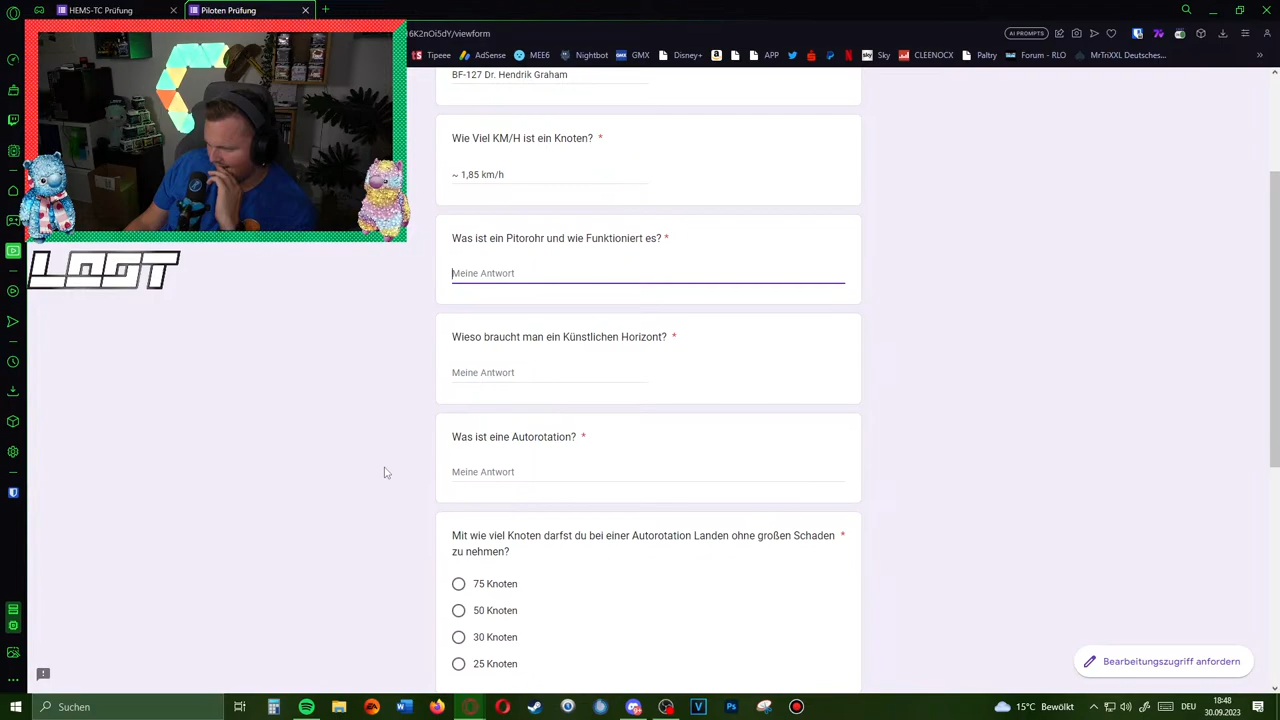 HEMS-TC Prüfung
Piloten Prüfung
l6K2nOi5dY/viewform
AI PROMPTS
Tipeee
AdSense
MEE6
Nightbot
GMX
Disney+
APP
Sky
CLEENOCX
Paltry
Forum - RLO
MrTriXXL Deutsches...
BF-127 Dr. Hendrik Graham
Wie Viel KM/H ist ein Knoten? *
~ 1,85 km/h
Was ist ein Pitorohr und wie Funktioniert es? *
Meine Antwort
LOOT
Wieso braucht man ein Künstlichen Horizont? *
Meine Antwort
Was ist eine Autorotation? *
Meine Antwort
Mit wie viel Knoten darfst du bei einer Autorotation Landen ohne großen Schaden *
zu nehmen?
75 Knoten
50 Knoten
30 Knoten
25 Knoten
Bearbeitungszugriff anfordern
Suchen
15°C Bewölkt
DEU
18:48
30.09.2023